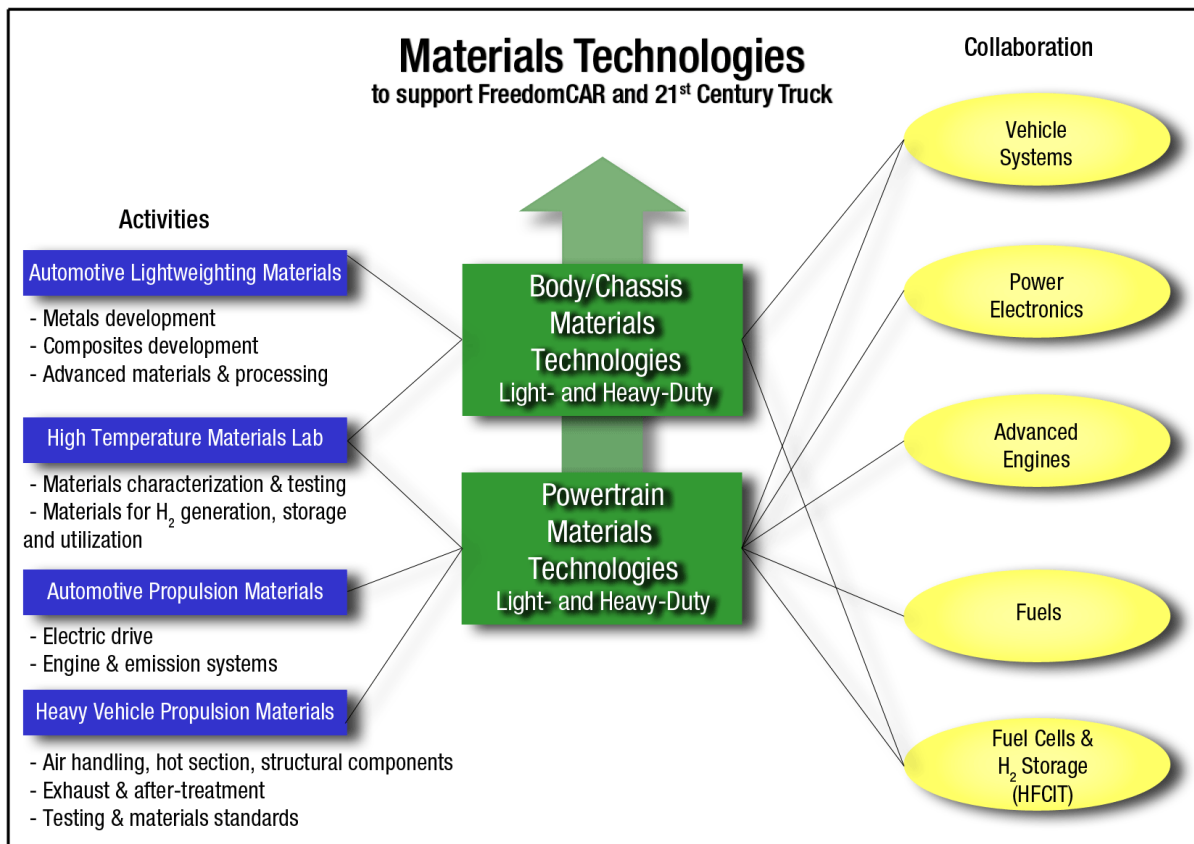 Materials Technologies
to support FreedomCAR and 21st Century Truck
Activities
Automotive Lightweighting Materials
- Metals development
- Composites development
- Advanced materials & processing
High Temperature Materials Lab
- Materials characterization & testing
- Materials for H2 generation, storage
and utilization
Automotive Propulsion Materials
- Electric drive
- Engine & emission systems
Heavy Vehicle Propulsion Materials
- Air handling, hot section, structural components
- Exhaust & after-treatment
- Testing & materials standards
Body/Chassis
Materials
Technologies
Light- and Heavy-Duty
Powertrain
Materials
Technologies
Light- and Heavy-Duty
Collaboration
Vehicle
Systems
Power
Electronics
Advanced
Engines
Fuels
Fuel Cells &
H2 Storage
(HFCIT)